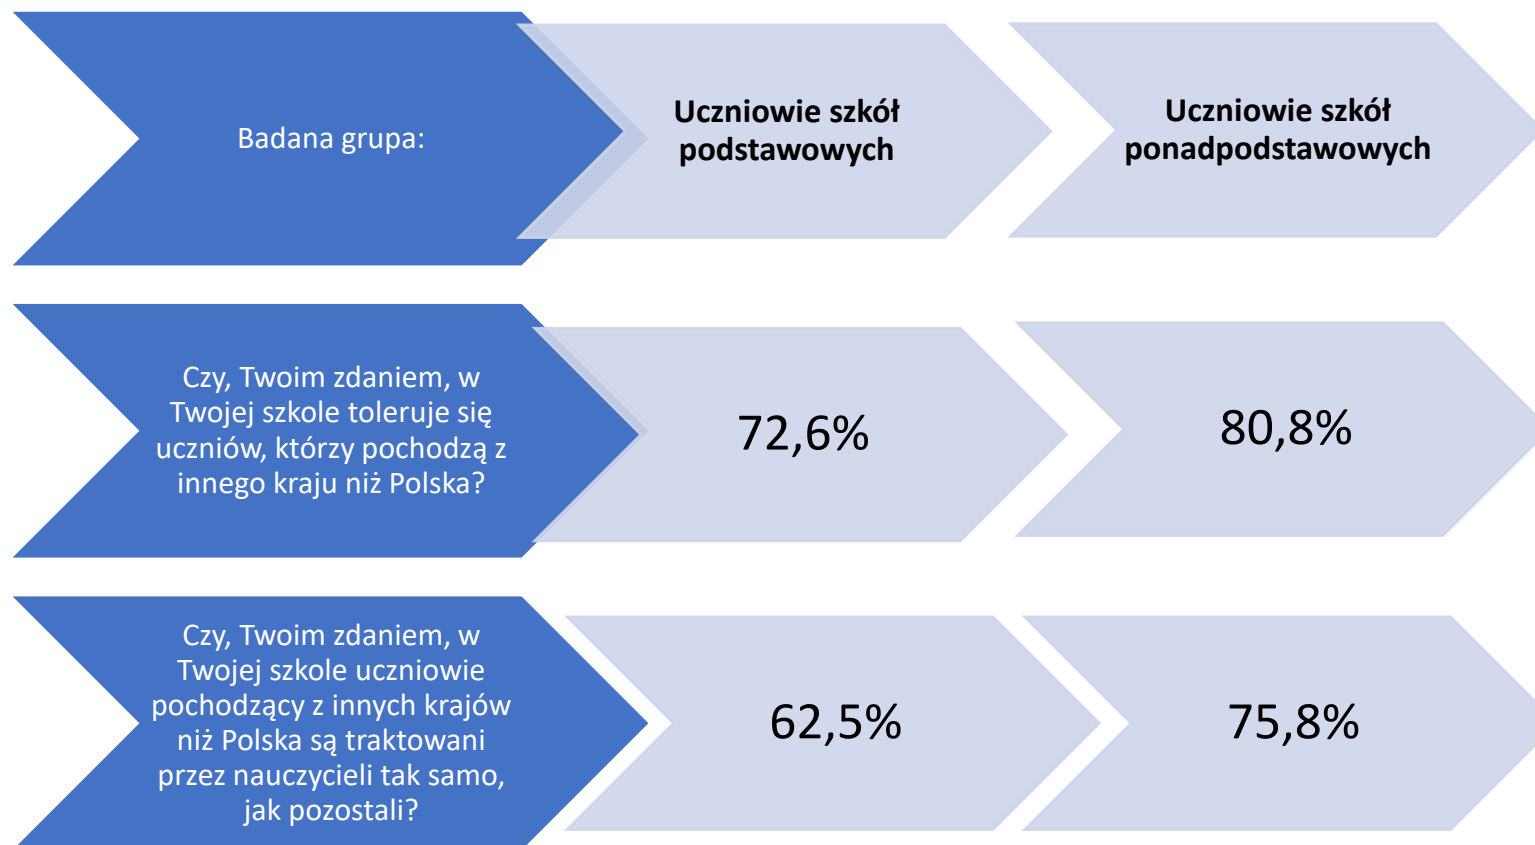 Badana grupa:
Uczniowie szkół
podstawowych
Uczniowie szkół
ponadpodstawowych
Czy, Twoim zdaniem, w
Twojej szkole toleruje się
uczniów, którzy pochodzą z
innego kraju niż Polska?
72,6%
80,8%
Czy, Twoim zdaniem, w
Twojej szkole uczniowie
pochodzący z innych krajów
niż Polska są traktowani
przez nauczycieli tak samo,
jak pozostali?
62,5%
75,8%